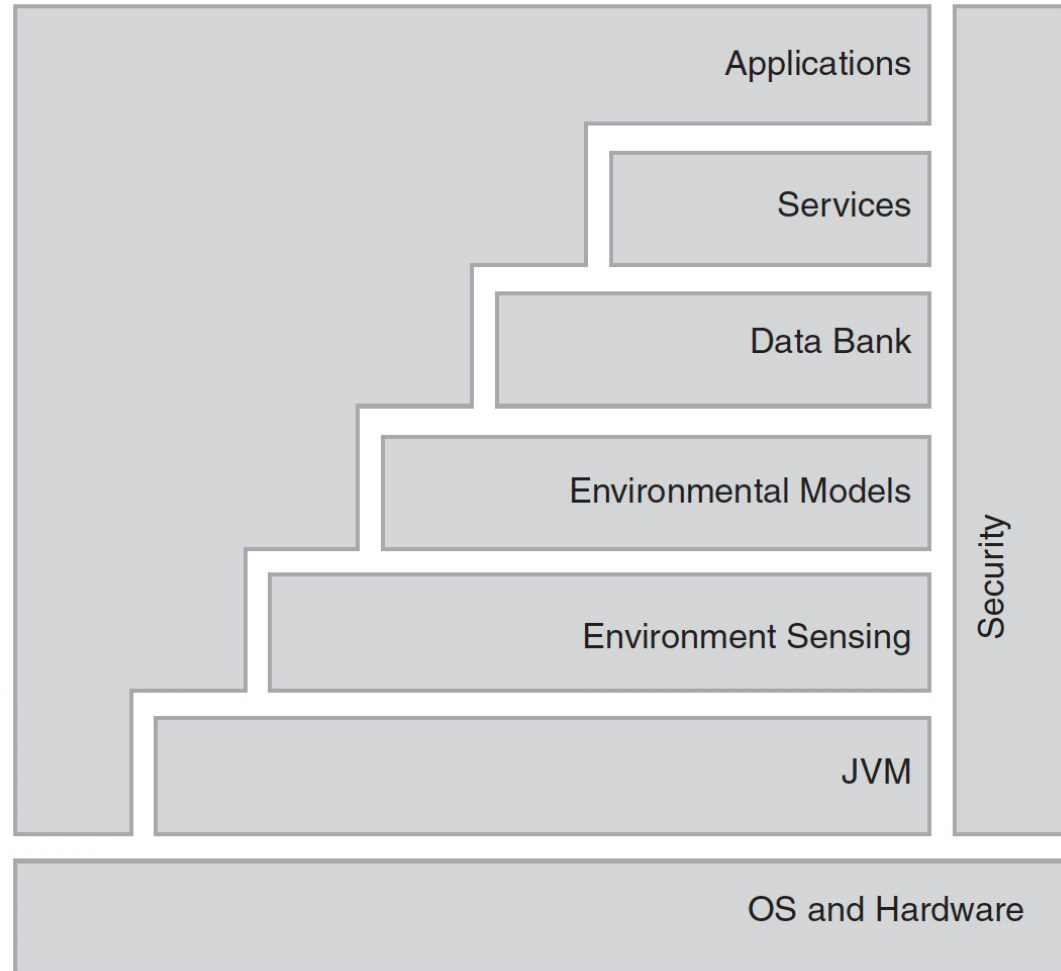 Applications
Services
Data Bank
Environmental Models
Environment Sensing
JVM
Security
OS and Hardware